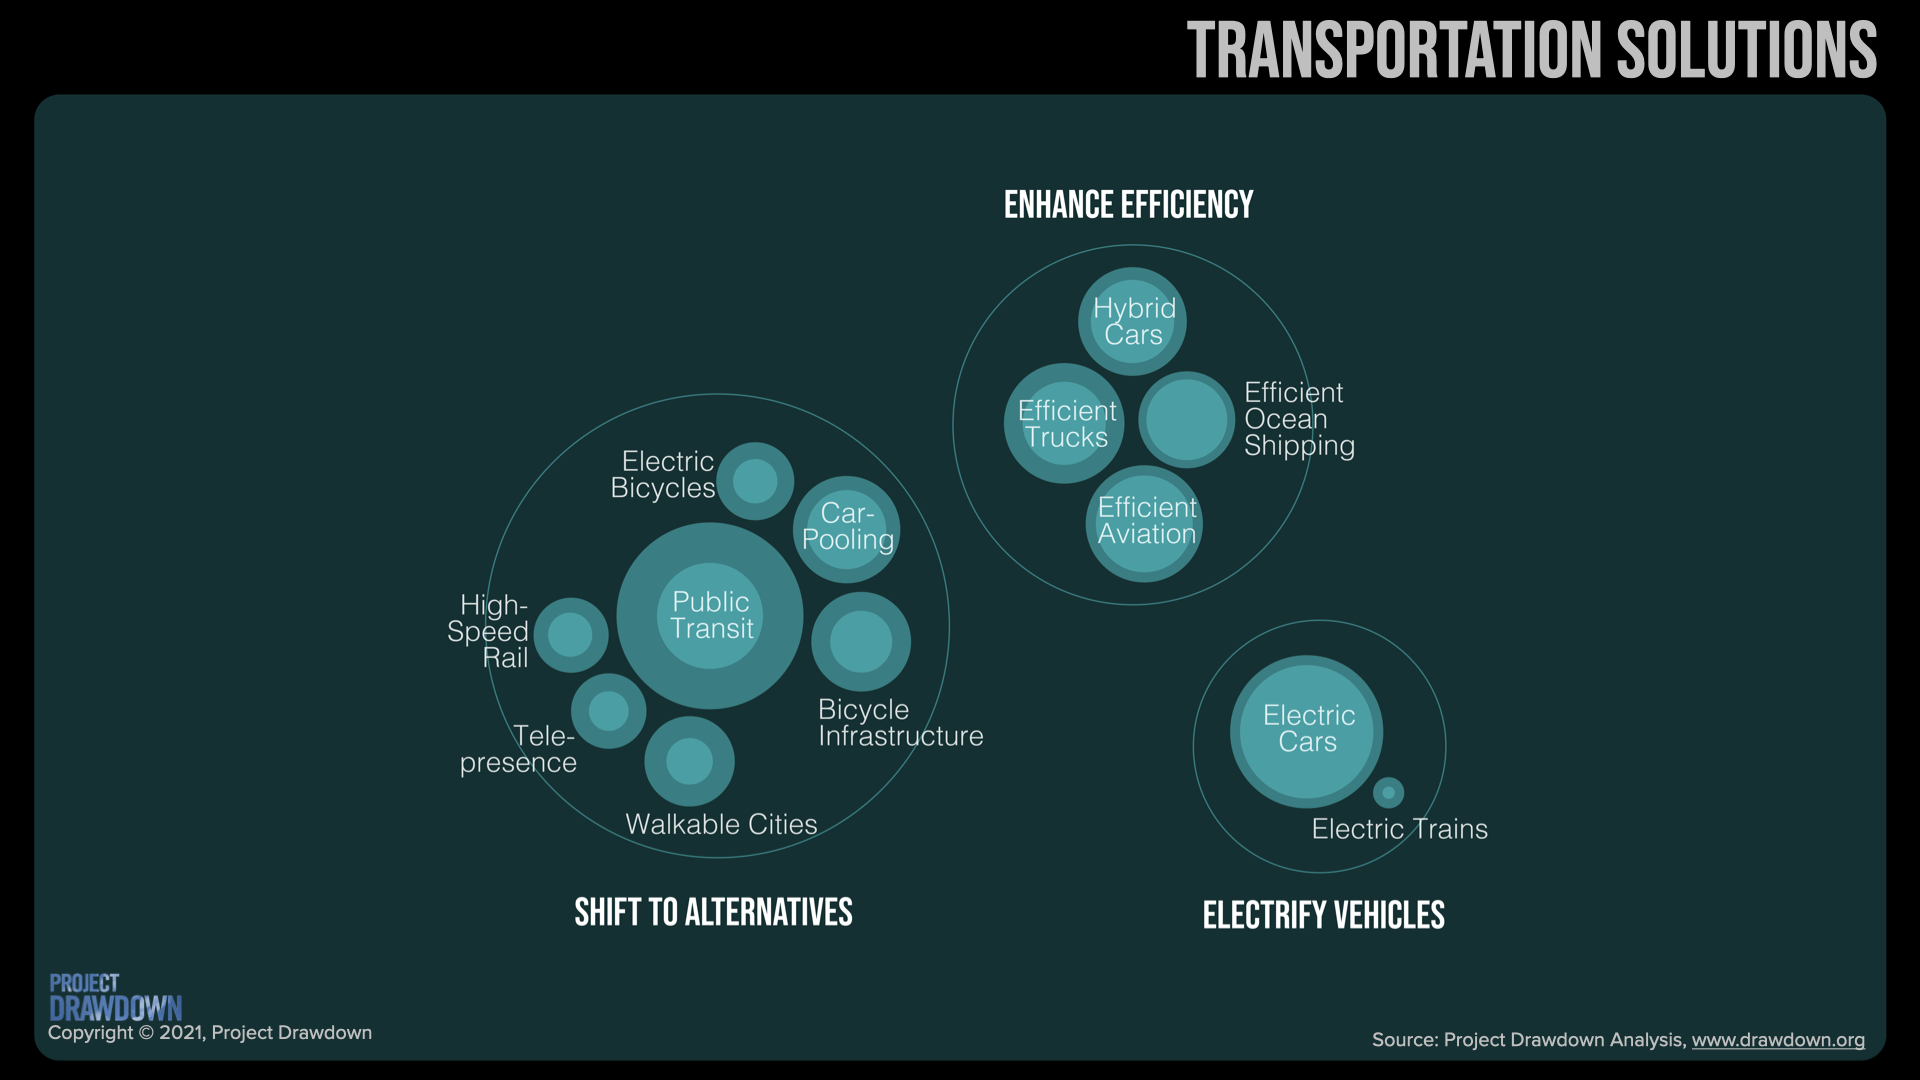 TRANSPORTATION SOLUTIONS
ENHANCE EFFICIENCY
Hybrid
Cars
Efficient
Trucks
Efficient
Ocean
Shipping
Efficient
Aviation
Electric
Bicycles
Car-
Pooling
Public
Transit
High-
Speed
Rail
Bicycle
Infrastructure
Tele-
presence
Walkable Cities
SHIFT TO ALTERNATIVES
Electric
Cars
Electric Trains
ELECTRIFY VEHICLES
PROJECT
DRAWDOWN
Copyright © 2021, Project Drawdown
Source: Project Drawdown Analysis, www.drawdown.org